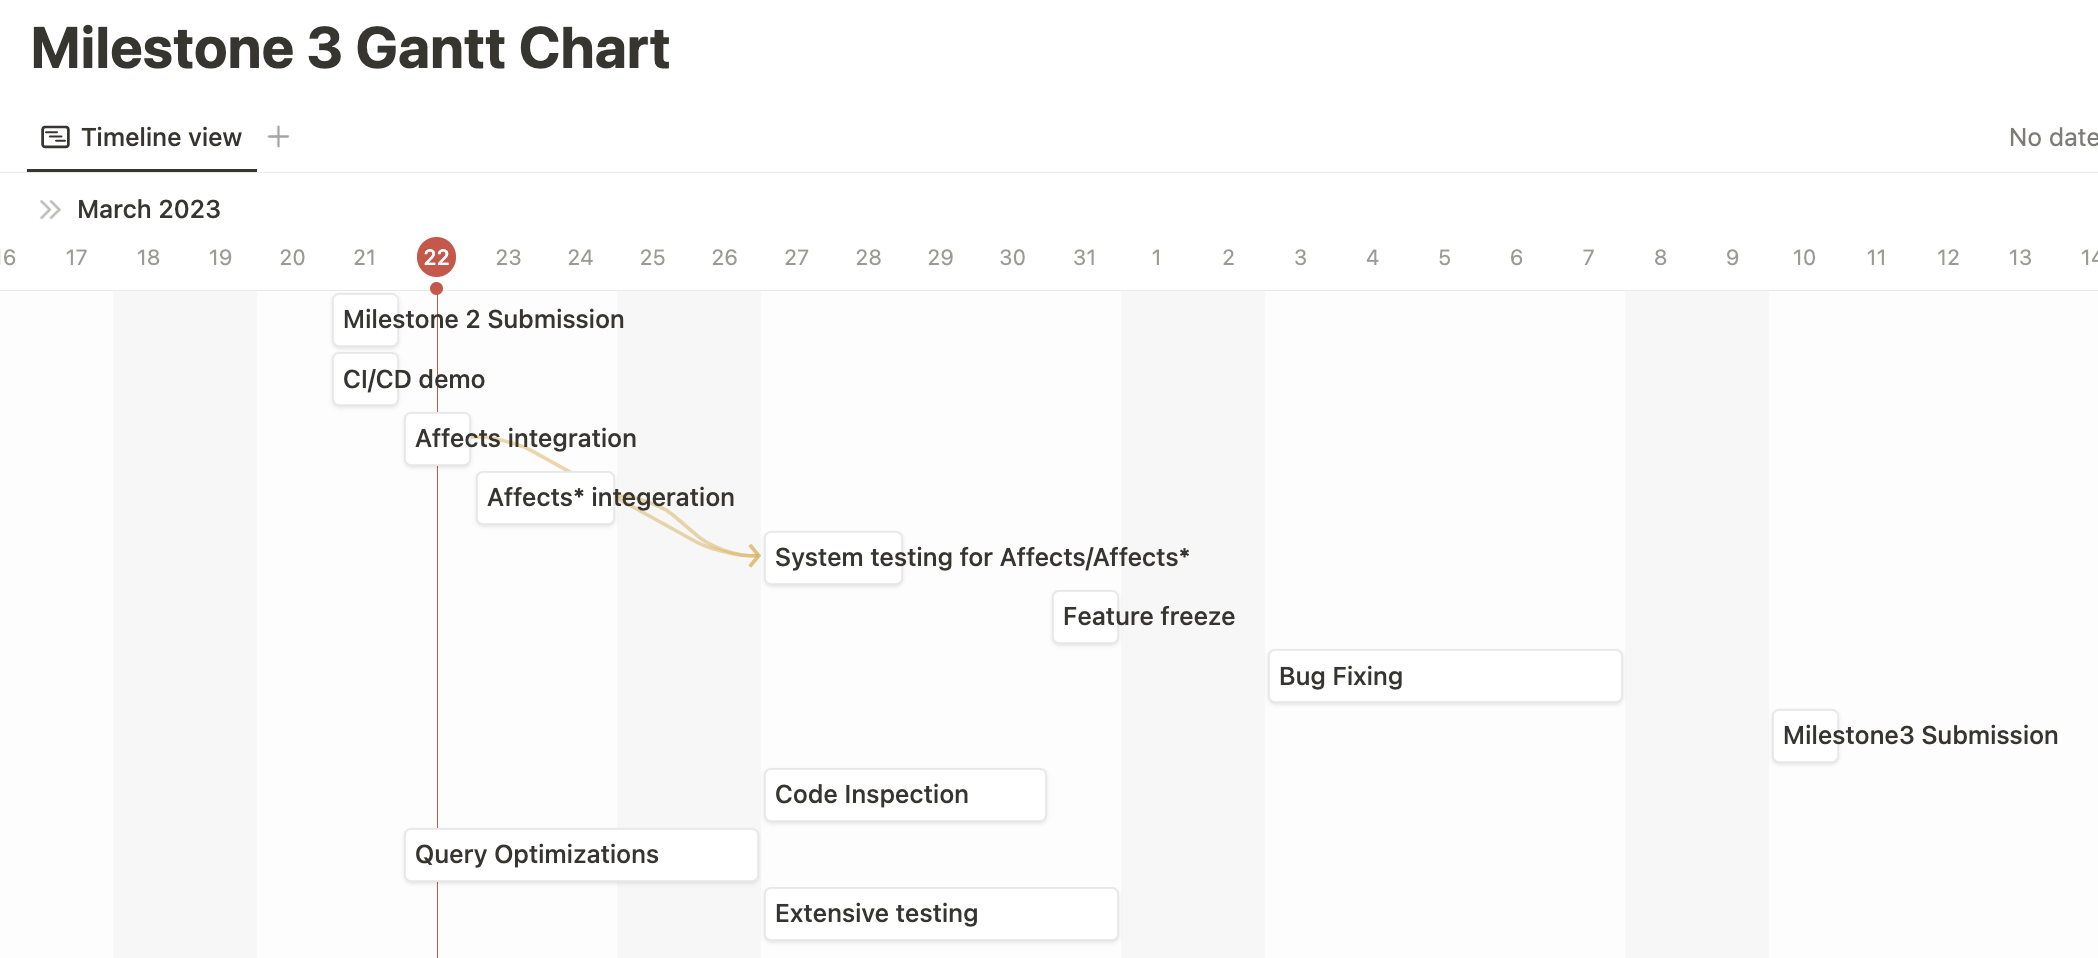 Milestone 3 Gantt Chart
Timeline view
No date
March 2023
16 17 18 19 20 21 22 23 24 25 26 27 28 29 30 31 1 2 3 4 5 6 7 8 9 10 11 12 13 14
Milestone 2 Submission
CI/CD demo
Affects integration
Affects* integeration
System testing for Affects/Affects*
Feature freeze
Bug Fixing
Milestone3 Submission
Code Inspection
Query Optimizations
Extensive testing